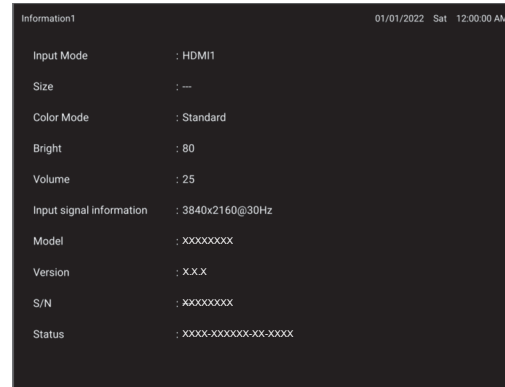 Information1 01/01/2022 Sat 12:00:00 AM
Input Mode : HDMI1
Size : ---
Color Mode : Standard
Bright : 80
Volume : 25
Input signal information : 3840x2160@30Hz
Model : XXXXXXXX
Version : X.X.X
S/N : XXXXXXXX
Status : XXXX-XXXXXX-XX-XXXX